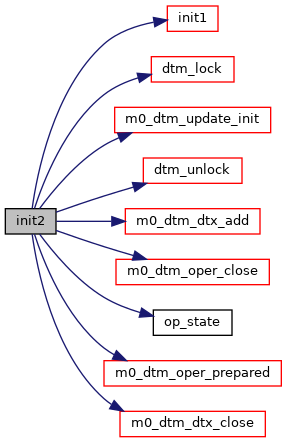 init1
dtm_lock
m0_dtm_update_init
dtm_unlock
init2
m0_dtm_dtx_add
m0_dtm_oper_close
op_state
m0_dtm_oper_prepared
m0_dtm_dtx_close